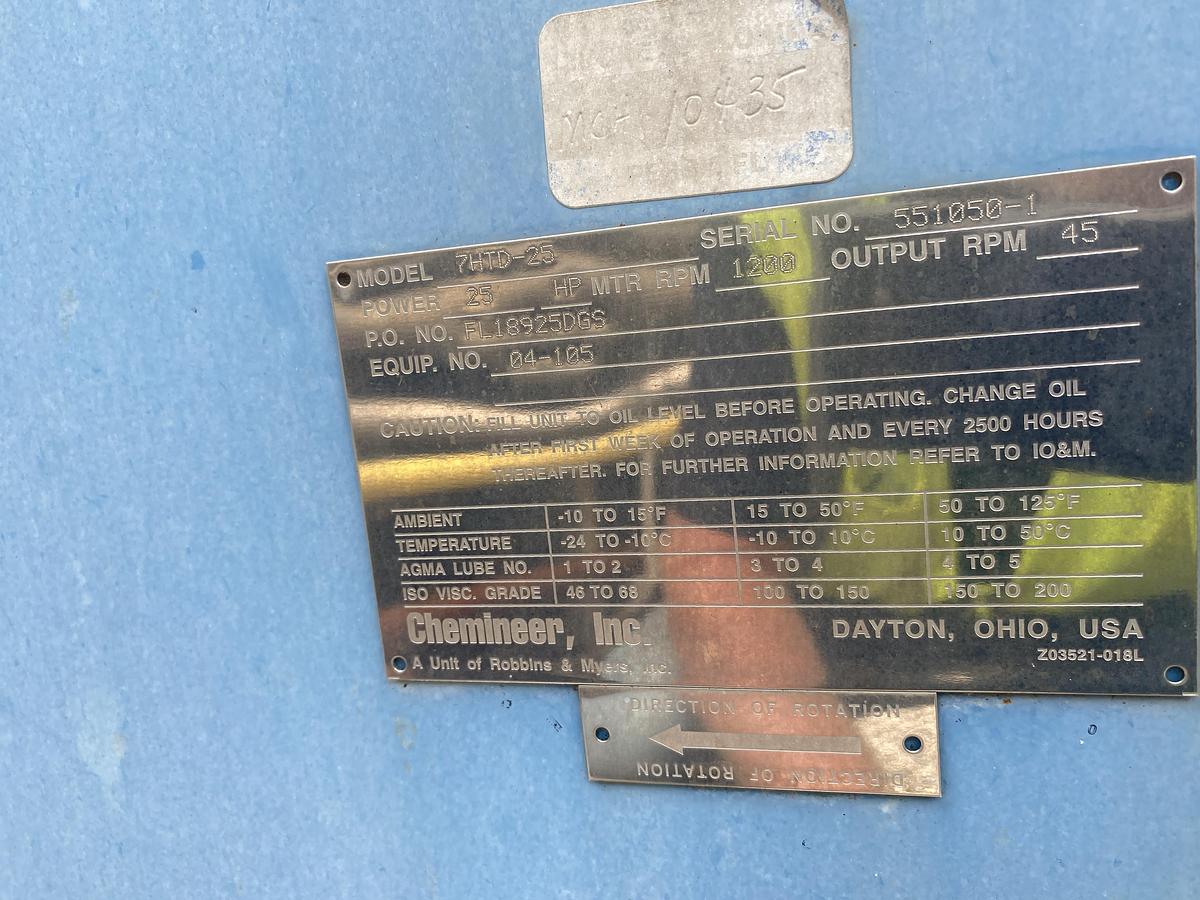 10435
MODEL 7HTD-25 SERIAL NO. 551050-1
POWER 25 HP MTR RPM 1200 OUTPUT RPM 45
P.O. NO. FL18925DGS
EQUIP. NO. 04-105
CAUTION: FILL UNIT TO OIL LEVEL BEFORE OPERATING. CHANGE OIL
AFTER FIRST WEEK OF OPERATION AND EVERY 2500 HOURS
THEREAFTER. FOR FURTHER INFORMATION REFER TO IO&M.
AMBIENT -10 TO 15°F 15 TO 50°F 50 TO 125°F
TEMPERATURE -24 TO -10°C -10 TO 10°C 10 TO 50°C
AGMA LUBE NO. 1 TO 2 3 TO 4 4 TO 5
ISO VISC. GRADE 46 TO 68 100 TO 150 150 TO 200
Chemineer, Inc. DAYTON, OHIO, USA
A Unit of Robbins & Myers, Inc. Z03521-018L
DIRECTION OF ROTATION
DIRECTION OF ROTATION